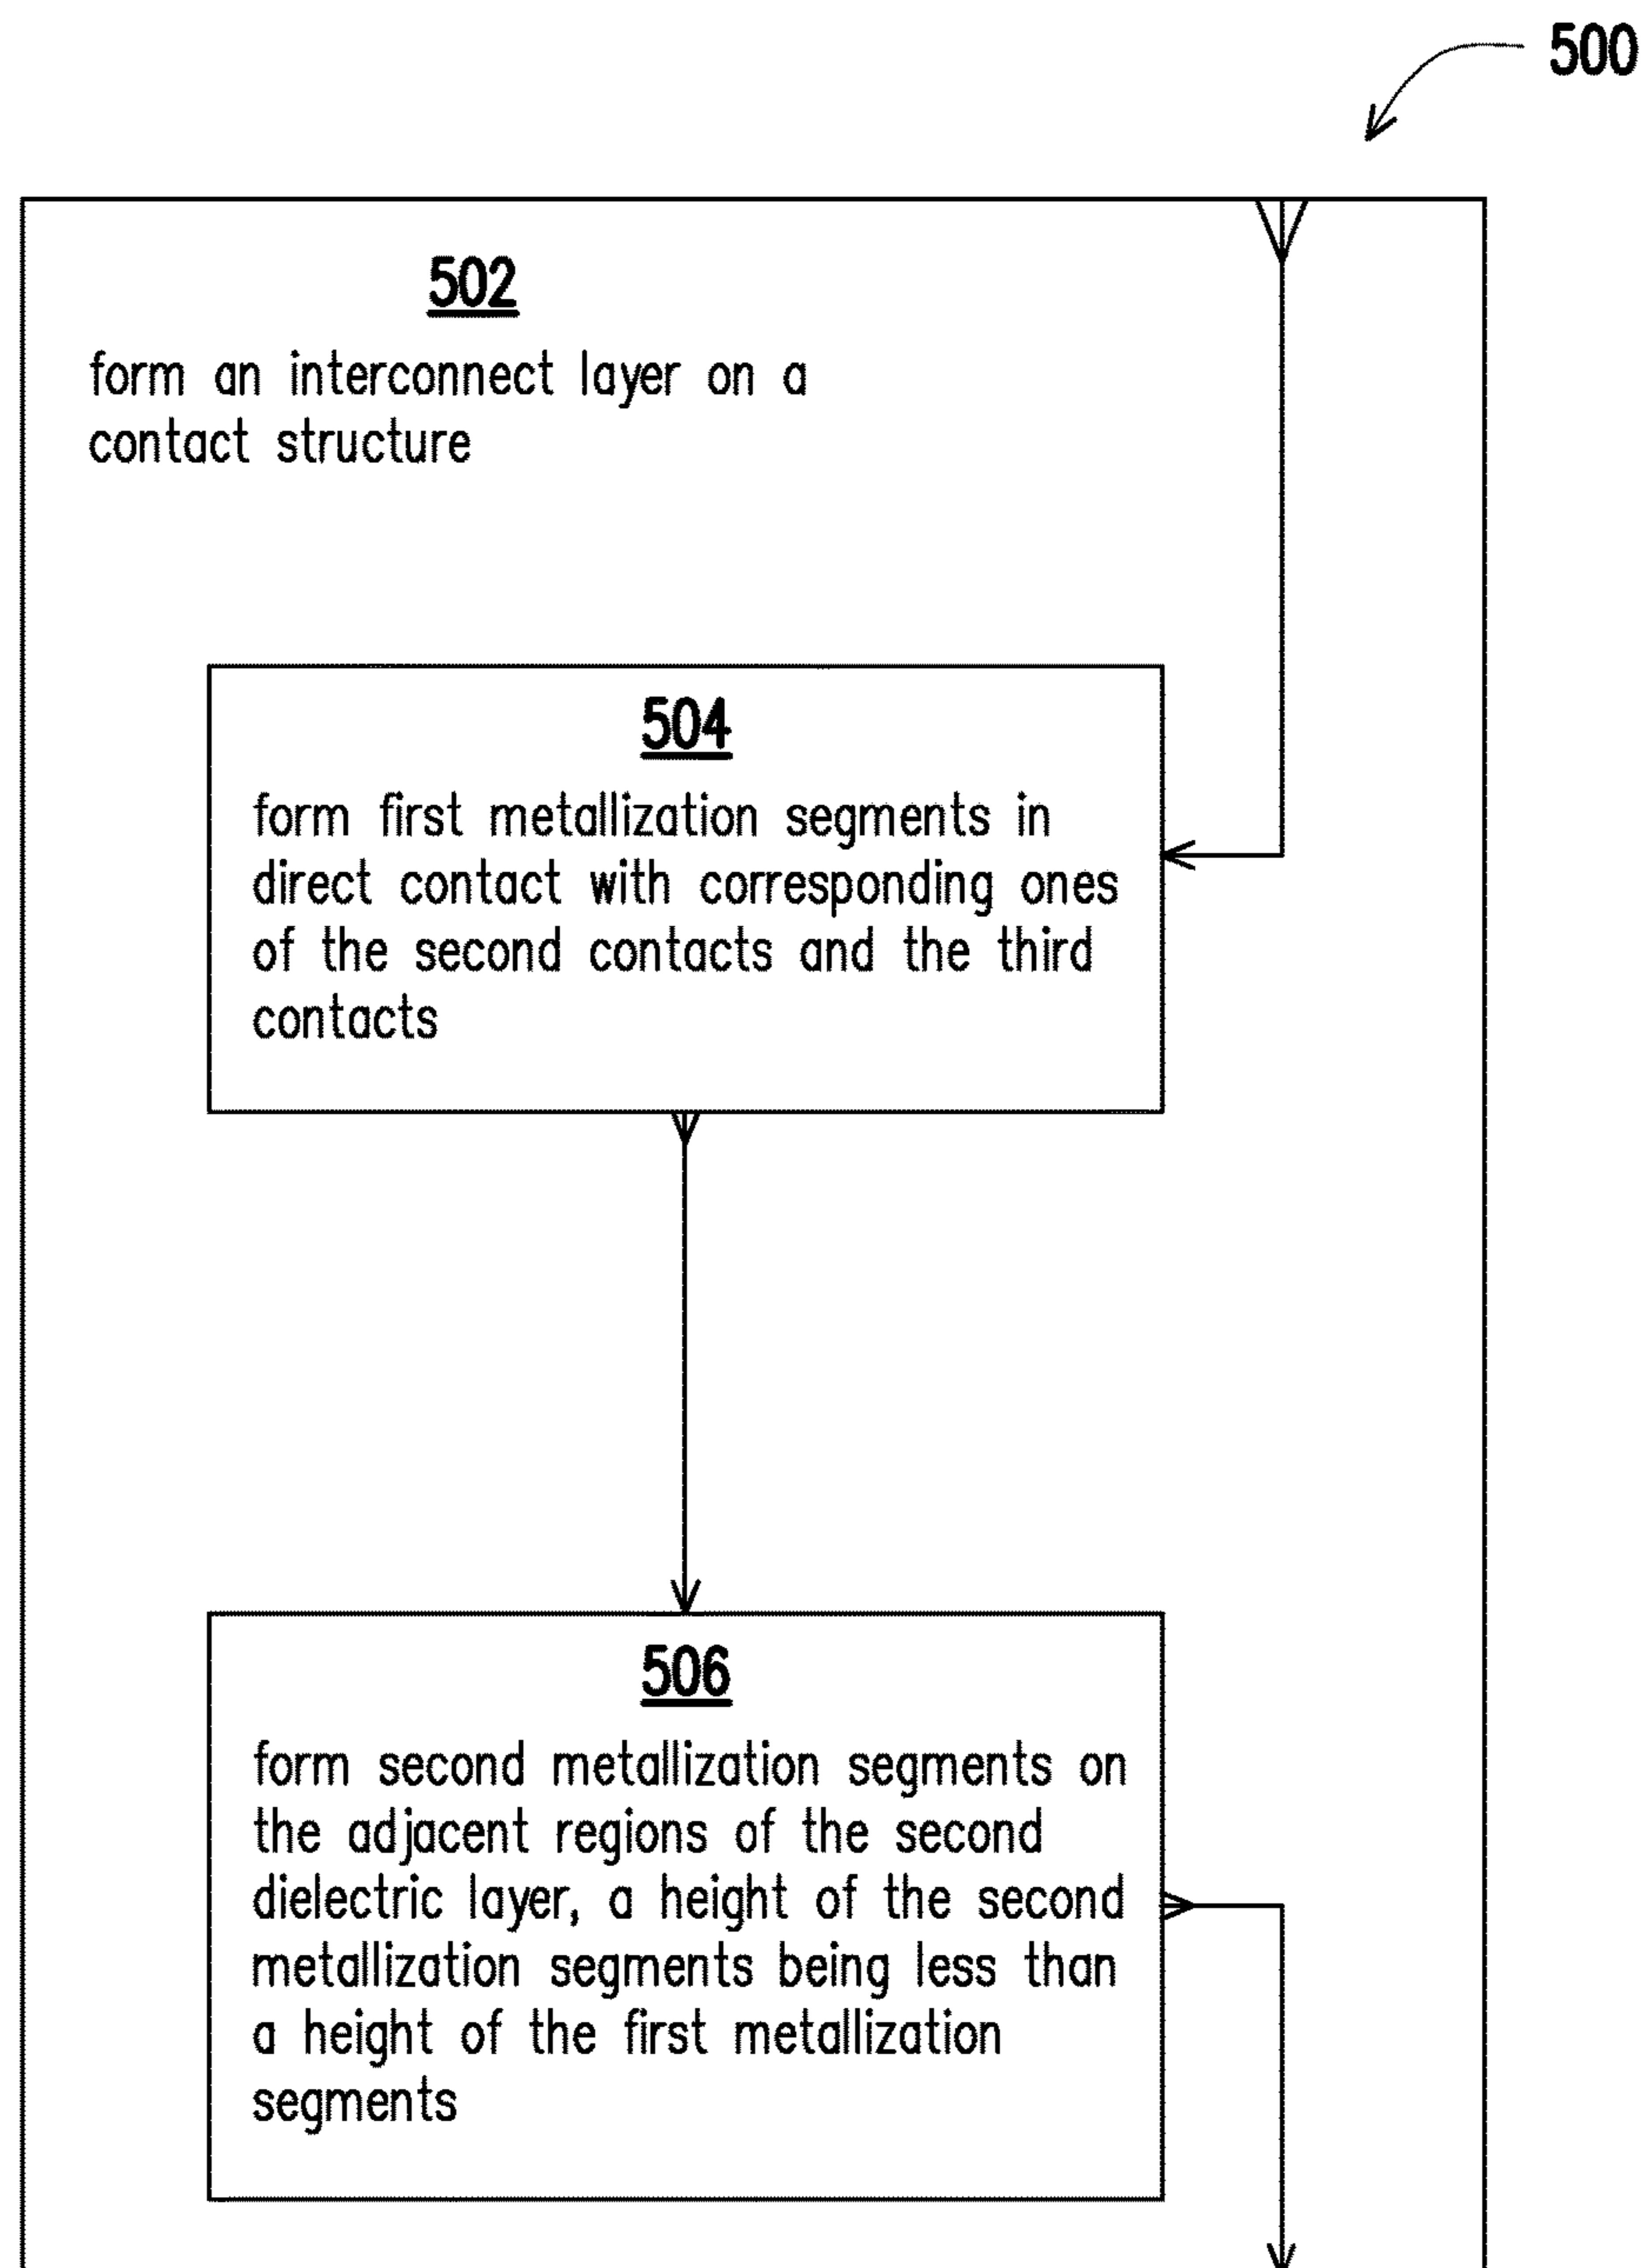 500
502
form an interconnect layer on a
contact structure
504
form first metallization segments in
direct contact with corresponding ones
of the second contacts and the third
contacts
506
form second metallization segments on
the adjacent regions of the second
dielectric layer, a height of the second
metallization segments being less than
a height of the first metallization
segments